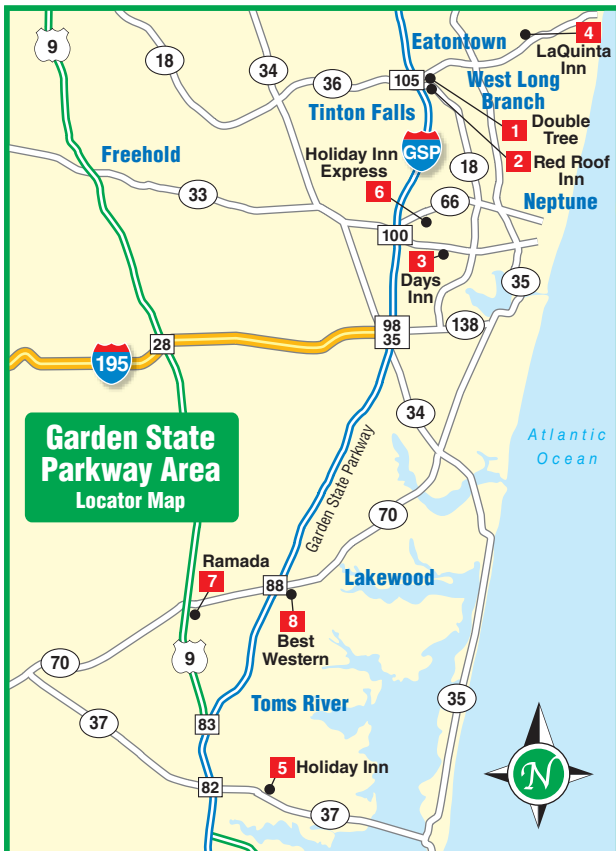 9
18
34
36
105
Eatontown
4
LaQuinta
Inn
West Long
Branch
1
Double
Tree
2
Red Roof
Inn
Tinton Falls
GSP
Freehold
Holiday Inn
Express
6
33
66
18
Neptune
100
3
Days
Inn
35
28
195
98
35
138
Garden State
Parkway Area
Locator Map
34
Atlantic
Ocean
Garden State Parkway
70
Ramada
7
88
Lakewood
8
Best
Western
70
9
Toms River
35
37
83
82
5
Holiday Inn
37
N